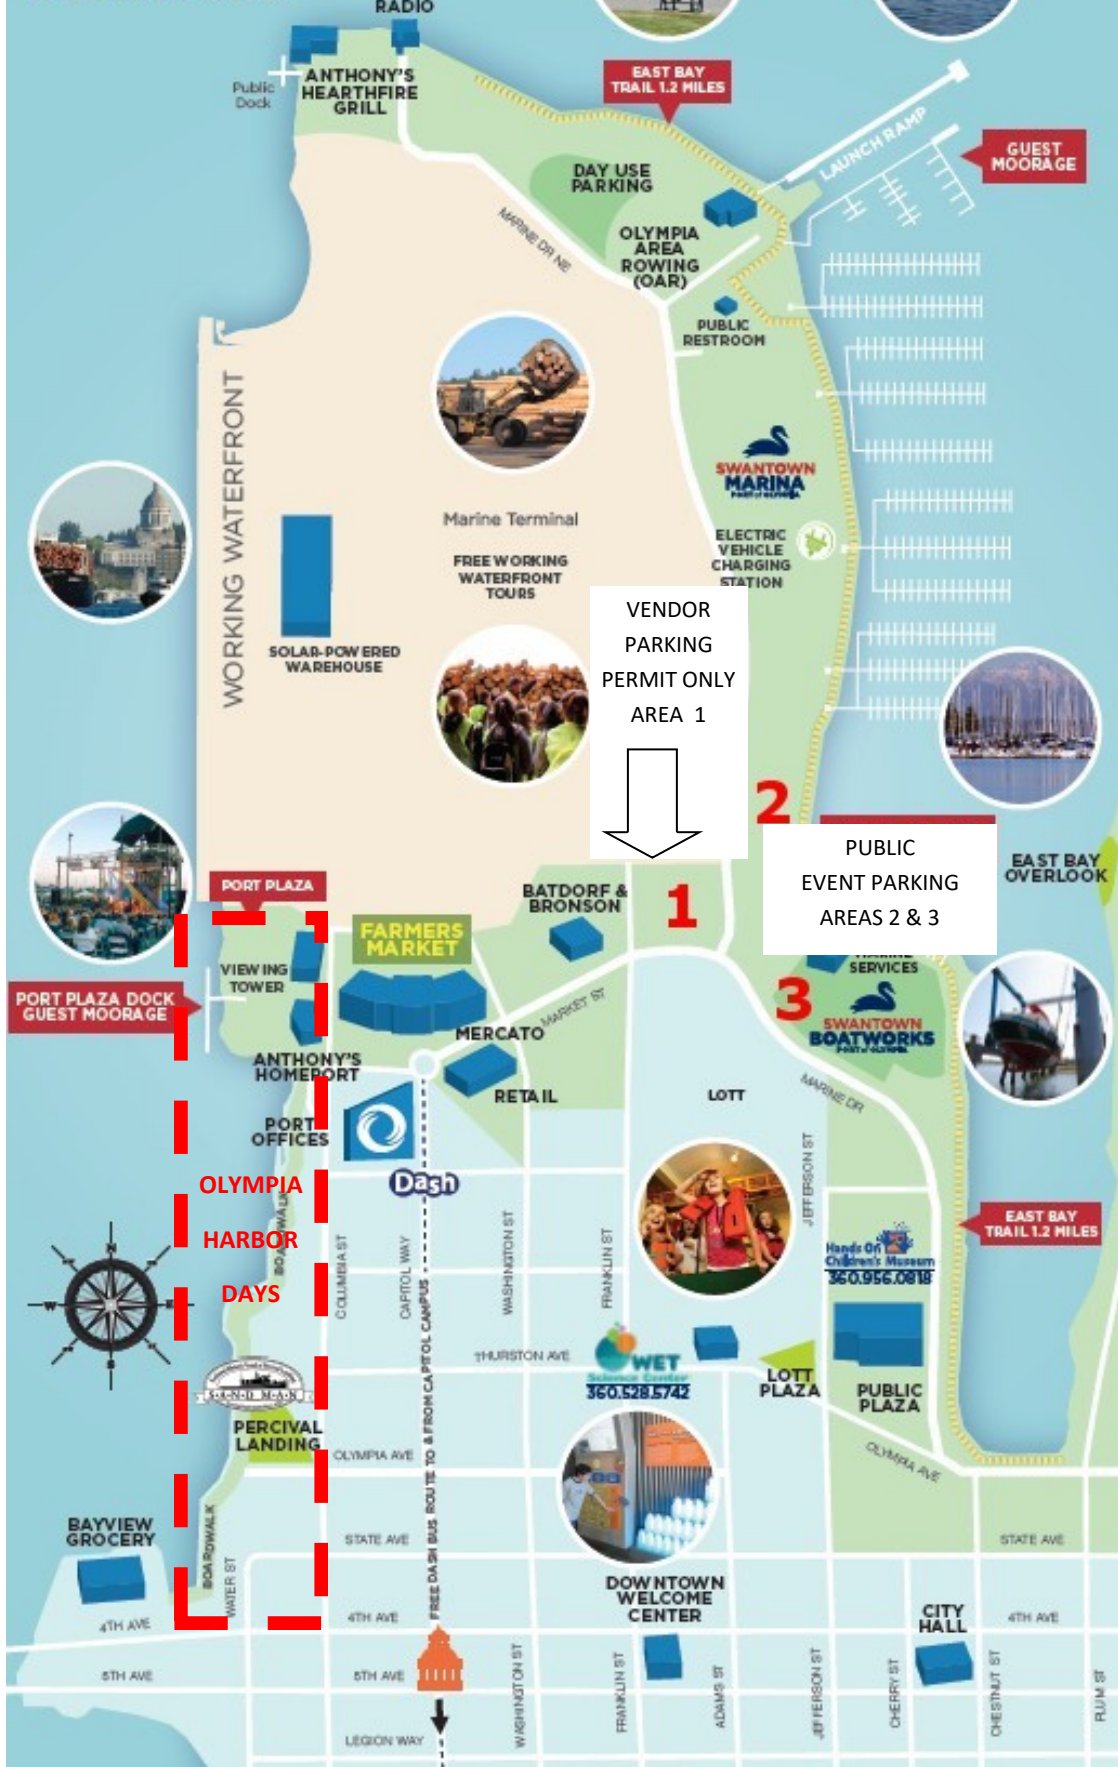 RADIO
Public
Dock
ANTHONY'S
HEARTHFIRE
GRILL
EAST BAY
TRAIL 1.2 MILES
LAUNCH RAMP
GUEST
MOORAGE
DAY USE
PARKING
MARINE DR NE
OLYMPIA
AREA
ROWING
(OAR)
PUBLIC
RESTROOM
WORKING WATERFRONT
SWANTOWN
MARINA
PORT of OLYMPIA
Marine Terminal
FREE WORKING
WATERFRONT
TOURS
ELECTRIC
VEHICLE
CHARGING
STATION
SOLAR-POWERED
WAREHOUSE
VENDOR
PARKING
PERMIT ONLY
AREA 1
2
PUBLIC
EVENT PARKING
AREAS 2 & 3
EAST BAY
OVERLOOK
PORT PLAZA
BATDORF &
BRONSON
1
FARMERS
MARKET
VIEWING
TOWER
PORT PLAZA DOCK
GUEST MOORAGE
MARINE
SERVICES
3
SWANTOWN
BOATWORKS
PORT of OLYMPIA
MARKET ST
MERCATO
ANTHONY'S
HOMEPORT
RETAIL
LOTT
MARINE DR
PORT
OFFICES
Dash
OLYMPIA
HARBOR
DAYS
BOARDWALK
COLUMBIA ST
CAPITOL WAY
FREE DASH BUS ROUTE TO & FROM CAPITOL CAMPUS
WASHINGTON ST
FRANKLIN ST
JEFFERSON ST
EAST BAY
TRAIL 1.2 MILES
Hands On
Children's Museum
360.956.0818
N
W
E
S
THURSTON AVE
WET
Science Center
360.528.5742
LOTT
PLAZA
PUBLIC
PLAZA
SAND MAN
PERCIVAL
LANDING
OLYMPIA AVE
OLYMPIA AVE
BAYVIEW
GROCERY
BOARDWALK
WATER ST
STATE AVE
STATE AVE
DOWNTOWN
WELCOME
CENTER
CITY
HALL
4TH AVE
4TH AVE
4TH AVE
5TH AVE
5TH AVE
WASHINGTON ST
FRANKLIN ST
ADAMS ST
JEFFERSON ST
CHERRY ST
CHESTNUT ST
PLUM ST
LEGION WAY